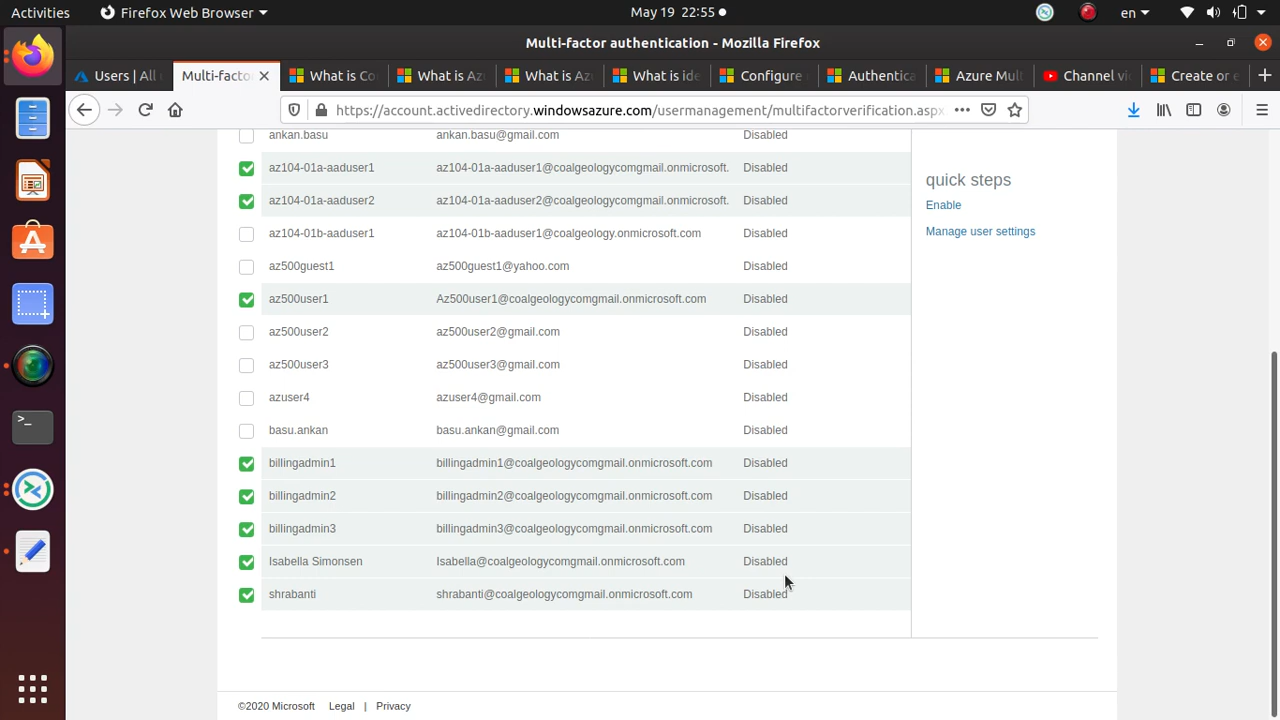 Activities Firefox Web Browser May 19 22:55 en
Multi-factor authentication - Mozilla Firefox
Users | All Multi-facto What is Co What is Az What is Az What is ide Configure Authentica Azure Mul Channel vi Create or e
https://account.activedirectory.windowsazure.com/usermanagement/multifactorverification.aspx
ankan.basu ankan.basu@gmail.com Disabled
az104-01a-aaduser1 az104-01a-aaduser1@coalgeologycomgmail.onmicrosoft. Disabled
az104-01a-aaduser2 az104-01a-aaduser2@coalgeologycomgmail.onmicrosoft. Disabled
az104-01b-aaduser1 az104-01b-aaduser1@coalgeology.onmicrosoft.com Disabled
az500guest1 az500guest1@yahoo.com Disabled
az500user1 Az500user1@coalgeologycomgmail.onmicrosoft.com Disabled
az500user2 az500user2@gmail.com Disabled
az500user3 az500user3@gmail.com Disabled
azuser4 azuser4@gmail.com Disabled
basu.ankan basu.ankan@gmail.com Disabled
billingadmin1 billingadmin1@coalgeologycomgmail.onmicrosoft.com Disabled
billingadmin2 billingadmin2@coalgeologycomgmail.onmicrosoft.com Disabled
billingadmin3 billingadmin3@coalgeologycomgmail.onmicrosoft.com Disabled
Isabella Simonsen Isabella@coalgeologycomgmail.onmicrosoft.com Disabled
shrabanti shrabanti@coalgeologycomgmail.onmicrosoft.com Disabled
quick steps
Enable
Manage user settings
©2020 Microsoft Legal | Privacy